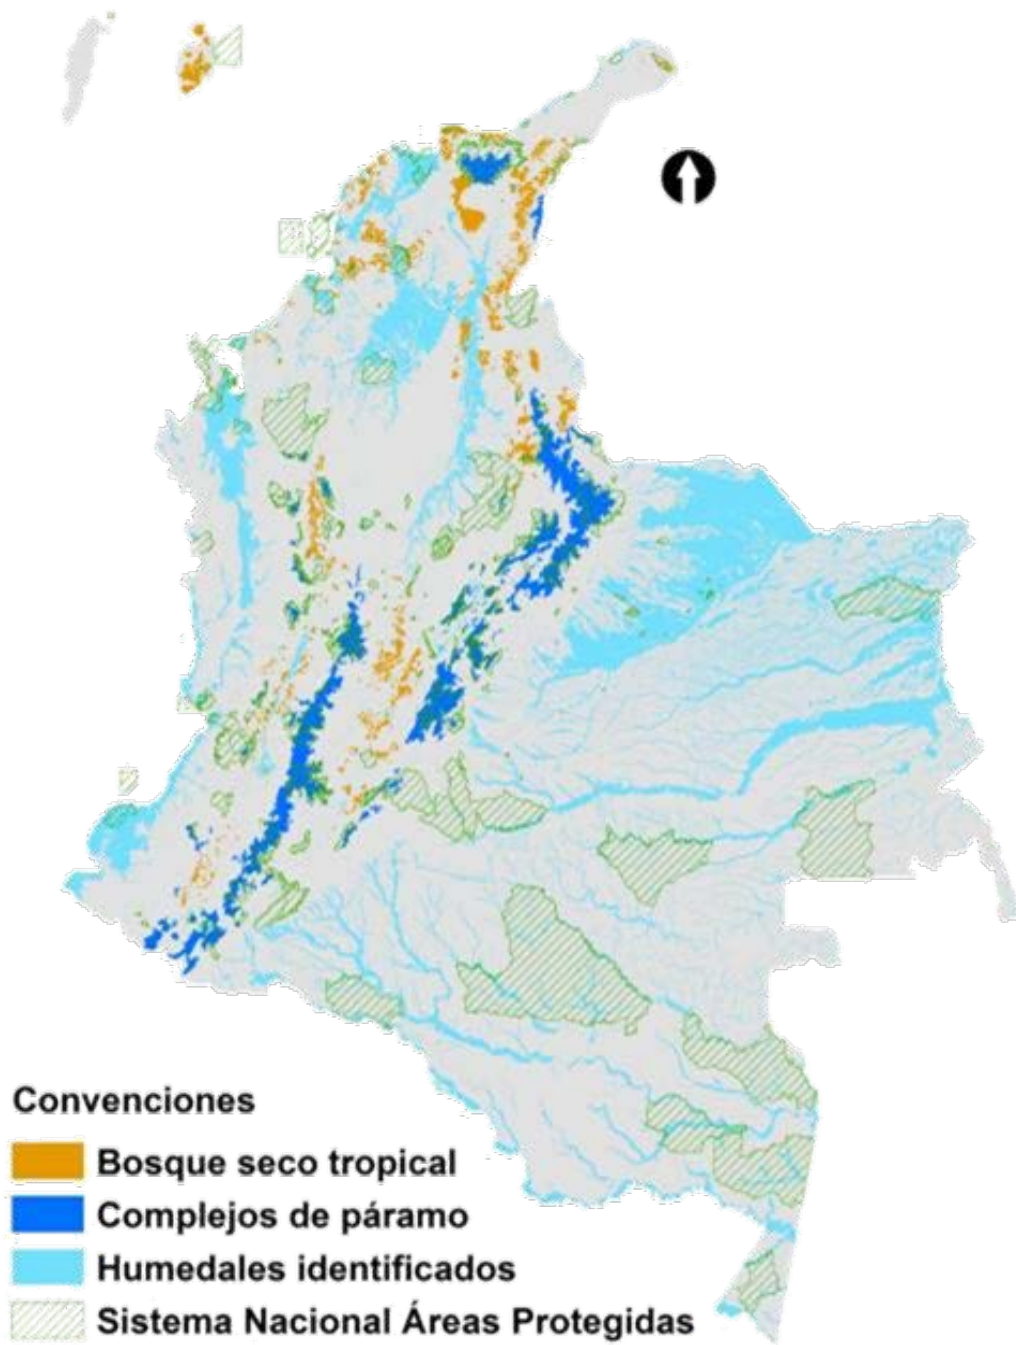 Convenciones
Bosque seco tropical
Complejos de páramo
Humedales identificados
Sistema Nacional Áreas Protegidas